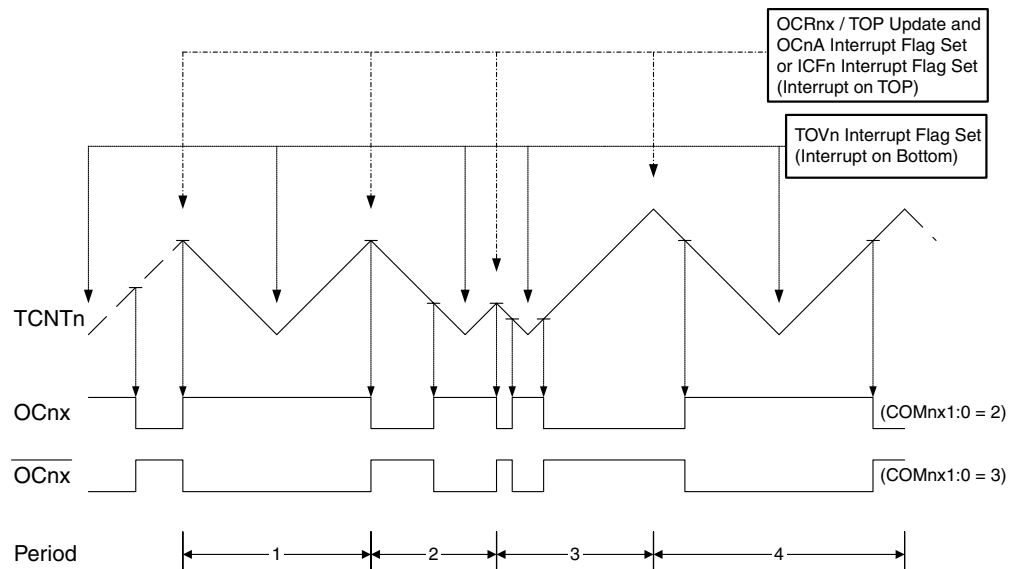 OCRnx / TOP Update and
OCnA Interrupt Flag Set
or ICFn Interrupt Flag Set
(Interrupt on TOP)
TOVn Interrupt Flag Set
(Interrupt on Bottom)
TCNTn
OCnx
(COMnx1:0 = 2)
OCnx
(COMnx1:0 = 3)
Period
1
2
3
4